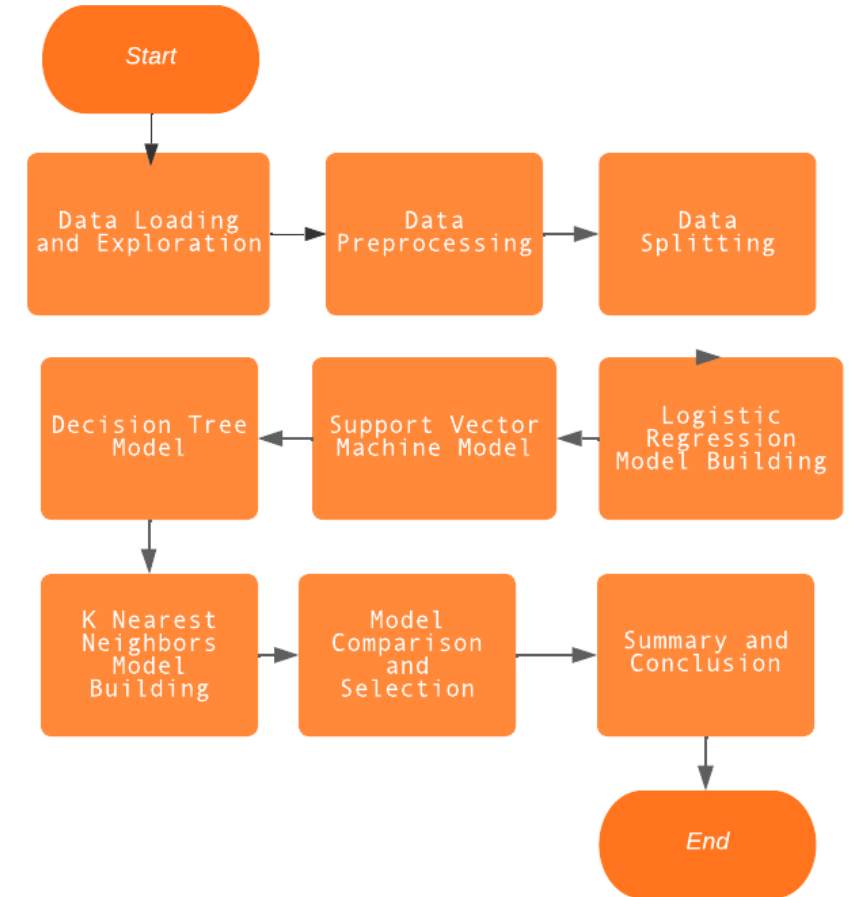 Start
Data Loading
and Exploration
Data
Preprocessing
Data
Splitting
Logistic
Regression
Model Building
Support Vector
Machine Model
Decision Tree
Model
K Nearest
Neighbors
Model
Building
Model
Comparison
and
Selection
Summary and
Conclusion
End